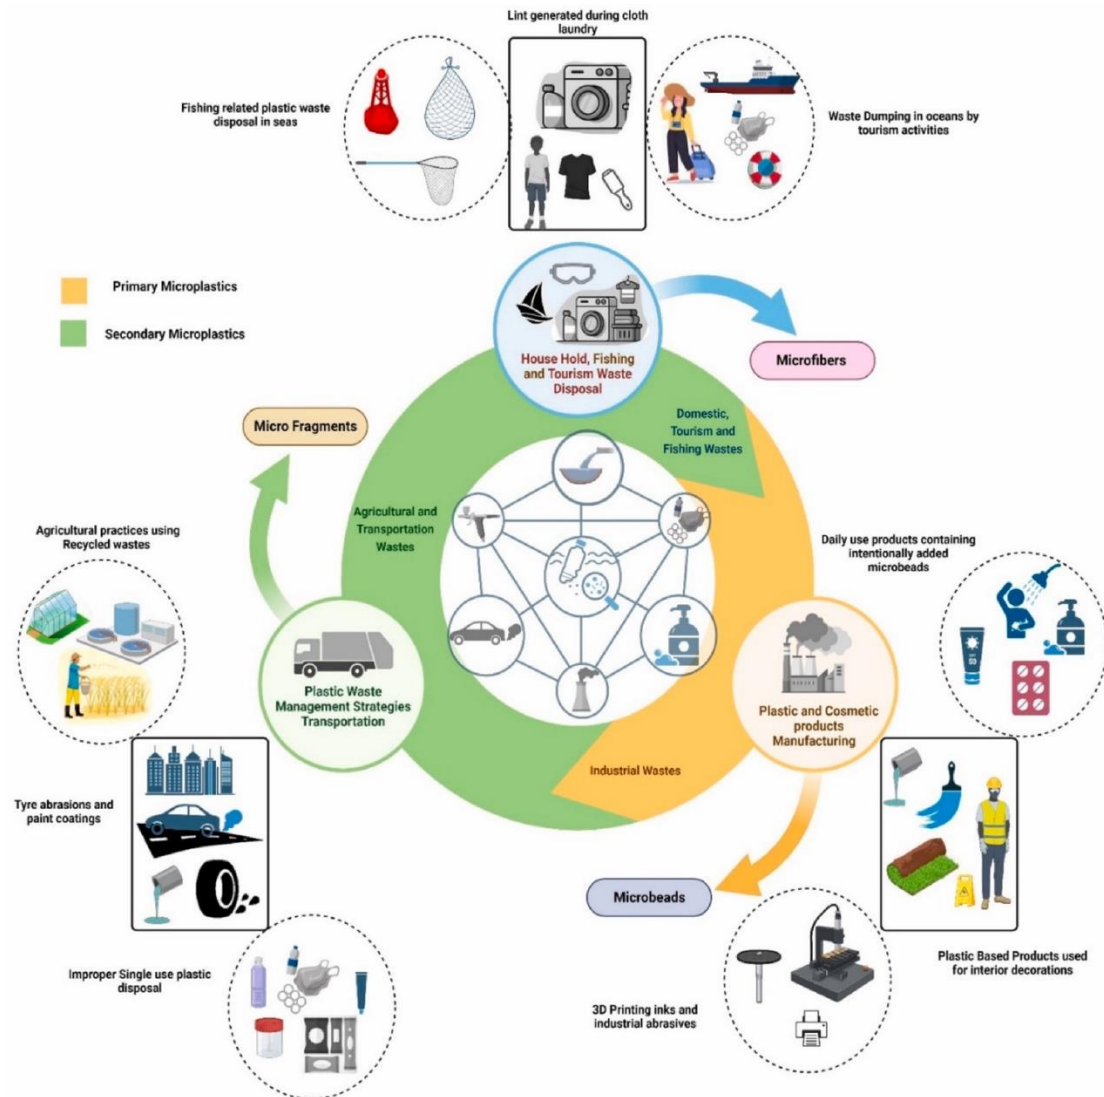 Lint generated during cloth
laundry
Fishing related plastic waste
disposal in seas
Waste Dumping in oceans by
tourism activities
Primary Microplastics
Secondary Microplastics
House Hold, Fishing
and Tourism Waste
Disposal
Microfibers
Micro Fragments
Domestic,
Tourism and
Fishing Wastes
Agricultural and
Transportation
Wastes
Agricultural practices using
Recycled wastes
Daily use products containing
intentionally added
microbeads
50
Plastic Waste
Management Strategies
Transportation
Plastic and Cosmetic
products
Manufacturing
Industrial Wastes
Tyre abrasions and
paint coatings
Microbeads
Plastic Based Products used
for interior decorations
Improper Single use plastic
disposal
3D Printing inks and
industrial abrasives